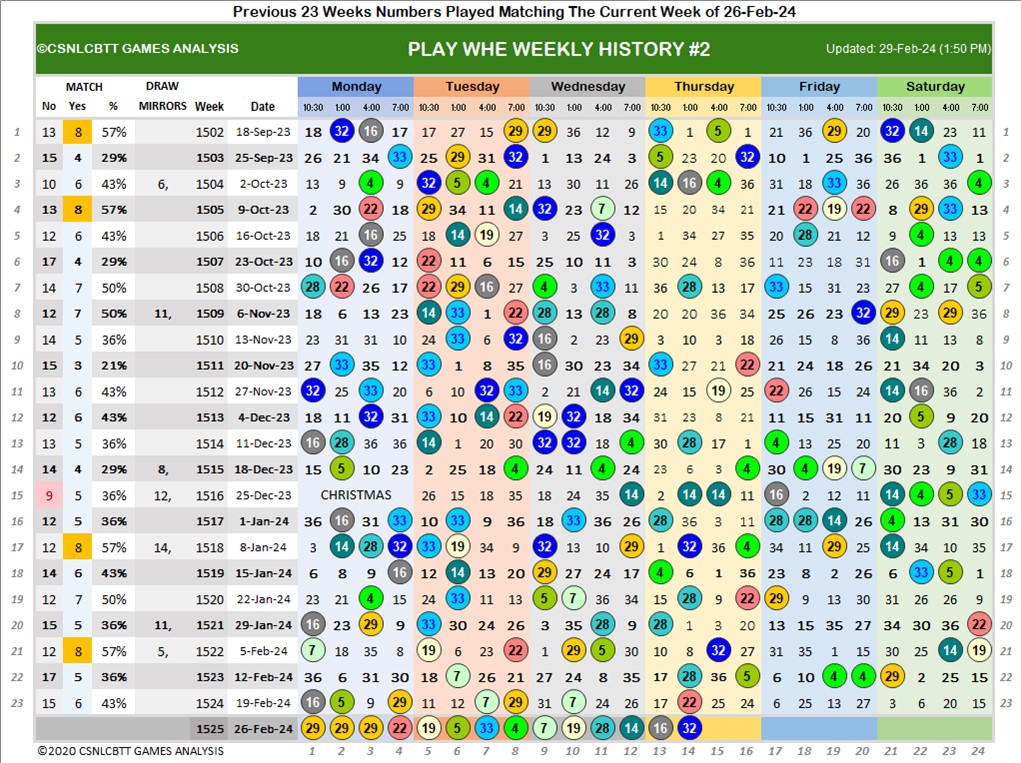 Previous 23 Weeks Numbers Played Matching The Current Week of 26-Feb-24
©CSNLCBTT GAMES ANALYSIS PLAY WHE WEEKLY HISTORY #2 Updated: 29-Feb-24 (1:50 PM)
MATCH DRAW Monday Tuesday Wednesday Thursday Friday Saturday
No Yes % MIRRORS Week Date 10:30 1:00 4:00 7:00 10:30 1:00 4:00 7:00 10:30 1:00 4:00 7:00 10:30 1:00 4:00 7:00 10:30 1:00 4:00 7:00 10:30 1:00 4:00 7:00
1 13 8 57% 1502 18-Sep-23 18 32 16 17 17 27 15 29 29 36 12 9 33 1 5 1 21 36 29 20 32 14 23 11 1
2 15 4 29% 1503 25-Sep-23 26 21 34 33 25 29 31 32 1 13 24 3 5 23 20 32 10 1 25 36 36 1 33 1 2
3 10 6 43% 6, 1504 2-Oct-23 13 9 4 9 32 5 4 21 13 30 11 26 14 16 4 36 31 18 33 36 26 36 36 4 3
4 13 8 57% 1505 9-Oct-23 2 30 22 18 29 34 11 14 32 23 7 12 15 20 34 21 21 22 19 22 8 29 33 13 4
5 12 6 43% 1506 16-Oct-23 18 21 16 25 18 14 19 27 3 25 32 3 1 34 27 35 20 28 21 12 9 4 13 13 5
6 17 4 29% 1507 23-Oct-23 10 16 32 12 22 11 6 15 25 10 11 3 30 24 8 36 11 23 18 31 16 1 4 4 6
7 14 7 50% 1508 30-Oct-23 28 22 26 17 22 29 16 27 4 3 33 11 36 28 13 17 33 15 31 23 27 4 17 5 7
8 12 7 50% 11, 1509 6-Nov-23 18 6 13 23 14 33 1 22 28 13 28 8 20 20 36 34 25 26 23 32 29 23 29 36 8
9 14 5 36% 1510 13-Nov-23 23 31 31 10 24 33 6 32 16 2 23 29 3 10 3 18 26 15 8 36 14 11 13 8 9
10 15 3 21% 1511 20-Nov-23 27 33 35 12 33 1 8 35 16 30 23 34 33 27 21 22 21 24 18 26 21 34 20 3 10
11 13 6 43% 1512 27-Nov-23 32 25 33 21 6 10 32 33 2 21 14 32 24 15 19 25 22 26 15 25 14 16 36 2 11
12 12 6 43% 1513 4-Dec-23 18 11 32 31 33 10 14 22 19 32 18 34 31 23 8 21 11 15 31 11 20 5 9 20 12
13 13 5 36% 1514 11-Dec-23 16 28 36 36 14 1 20 30 32 32 18 4 30 28 17 1 4 13 25 20 11 3 28 18 13
14 14 4 29% 8, 1515 18-Dec-23 15 5 10 23 2 25 18 4 24 11 4 24 23 6 3 4 30 4 19 7 30 23 9 31 14
15 9 5 36% 12, 1516 25-Dec-23 CHRISTMAS 26 15 18 35 18 24 35 14 2 14 14 11 16 2 12 11 14 4 5 33 15
16 12 5 36% 1517 1-Jan-24 36 16 31 33 10 33 9 36 18 33 36 26 28 36 3 11 28 28 14 26 4 13 31 30 16
17 12 8 57% 14, 1518 8-Jan-24 3 14 28 32 33 19 34 9 32 13 10 29 1 32 36 4 34 11 29 25 14 34 10 35 17
18 14 6 43% 1519 15-Jan-24 6 8 9 16 12 14 13 20 29 27 24 17 4 6 1 36 23 8 2 26 6 33 5 1 18
19 12 7 50% 1520 22-Jan-24 23 21 4 15 24 33 11 13 5 7 36 34 15 28 9 22 29 19 13 30 31 26 26 9 19
20 15 5 36% 11, 1521 29-Jan-24 16 23 29 9 33 30 24 26 3 35 28 9 28 1 3 20 13 15 35 27 34 30 36 22 20
21 12 8 57% 5, 1522 5-Feb-24 7 18 35 8 19 6 23 22 1 29 5 30 10 8 32 27 31 35 1 15 30 25 14 19 21
22 17 5 36% 1523 12-Feb-24 36 6 31 30 18 7 26 21 27 24 8 35 17 28 36 5 6 10 4 4 29 2 25 15 22
23 15 6 43% 1524 19-Feb-24 16 5 9 29 11 12 7 29 31 7 24 26 17 22 25 24 6 25 13 27 3 6 20 15 23
1525 26-Feb-24 29 29 29 22 19 5 33 4 7 19 28 14 16 32
©2020 CSNLCBTT GAMES ANALYSIS 1 2 3 4 5 6 7 8 9 10 11 12 13 14 15 16 17 18 19 20 21 22 23 24